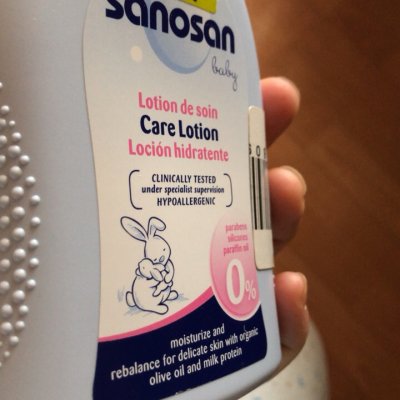 sanosan
baby
Lotion de soin
Care Lotion
Loción hidratente
CLINICALLY TESTED
under specialist supervision
HYPOALLERGENIC
parabens
silicones
paraffin oil
0%
moisturize and
rebalance for delicate skin with organic
olive oil and milk protein